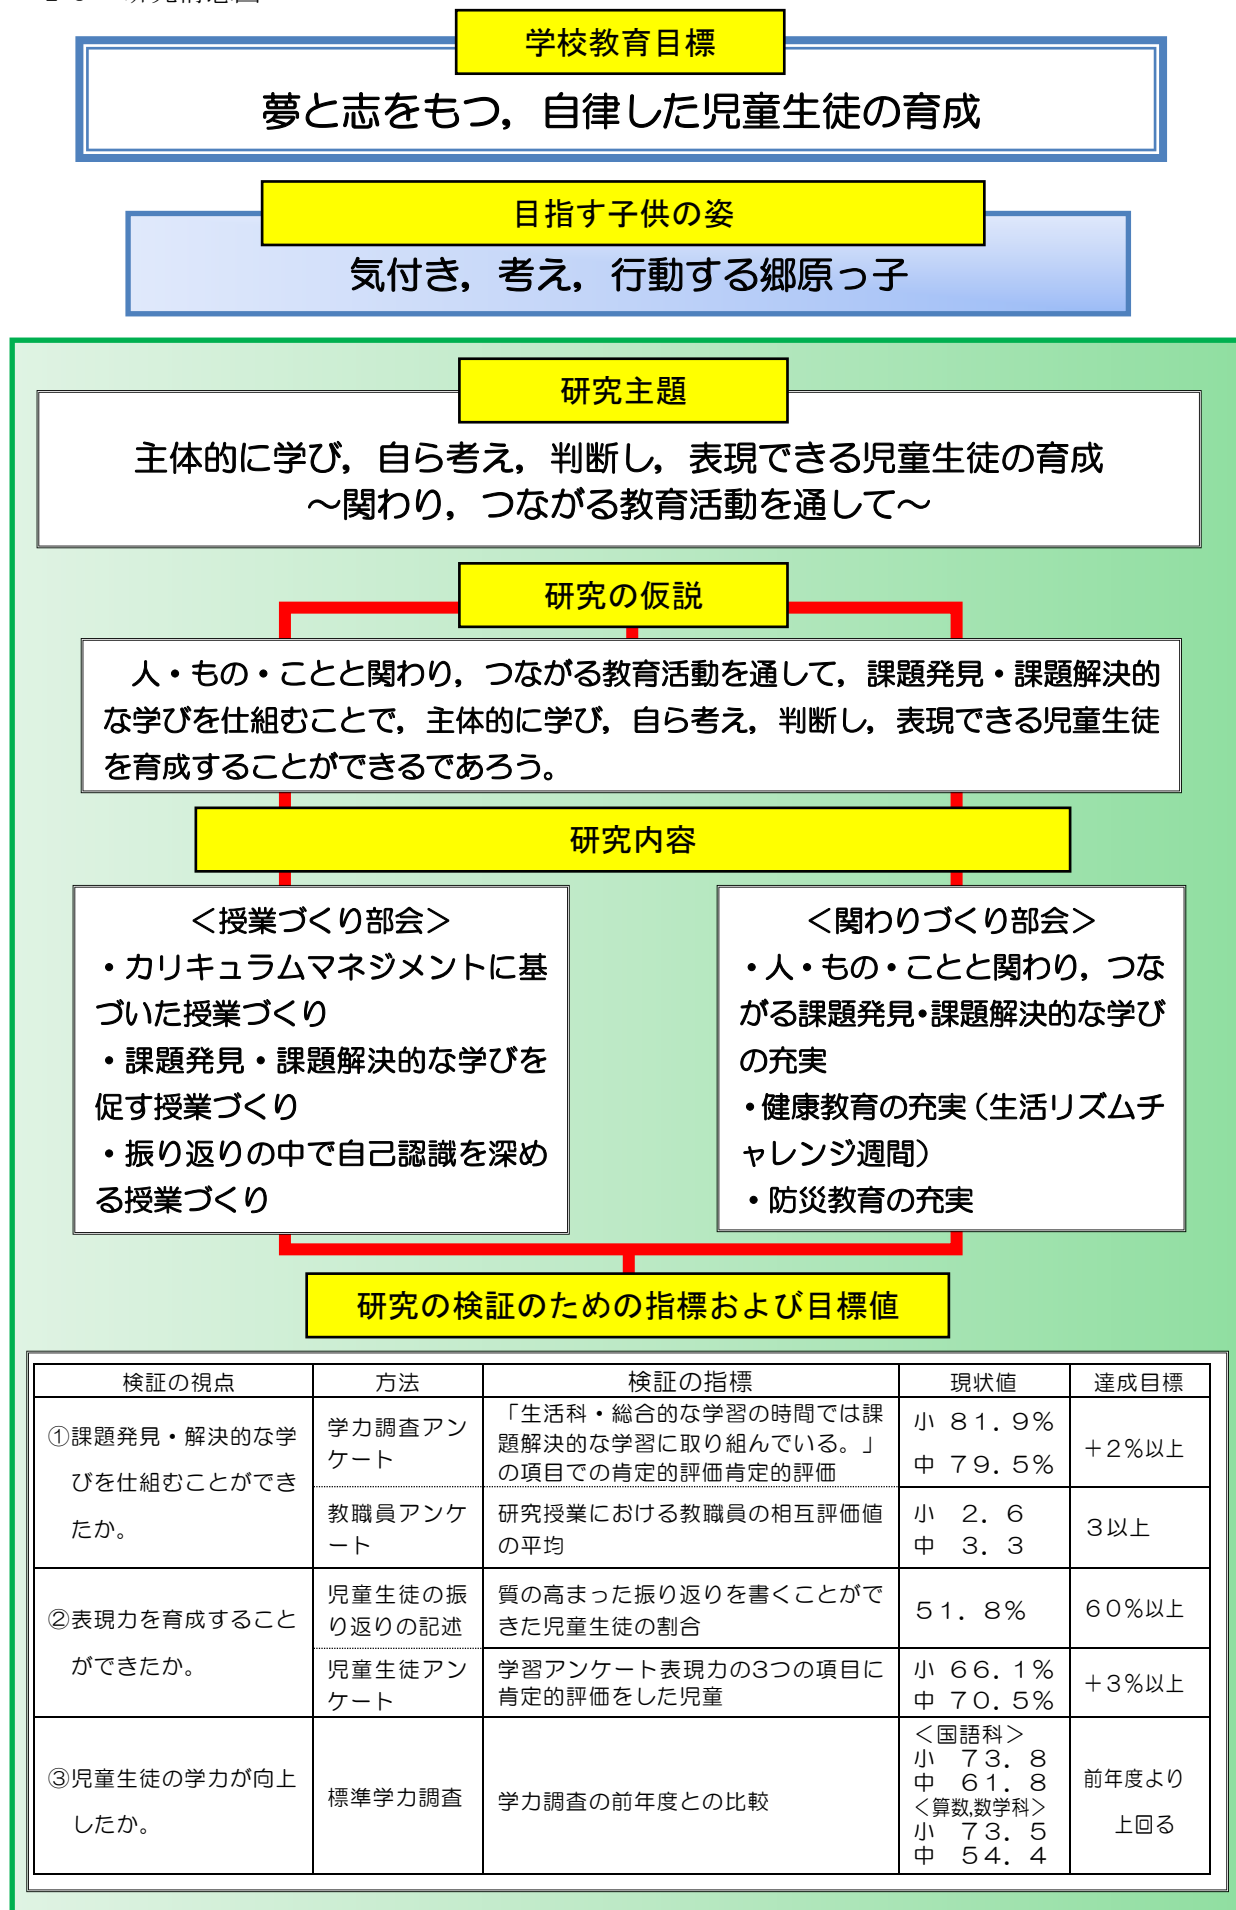 学校教育目標
夢と志をもつ，自律した児童生徒の育成
目指す子供の姿
気付き，考え，行動する郷原っ子
研究主題
主体的に学び，自ら考え，判断し，表現できる児童生徒の育成
～関わり，つながる教育活動を通して～
研究の仮説
人・もの・ことと関わり，つながる教育活動を通して，課題発見・課題解決的
な学びを仕組むことで，主体的に学び，自ら考え，判断し，表現できる児童生徒
を育成することができるであろう。
研究内容
＜授業づくり部会＞
・カリキュラムマネジメントに基
づいた授業づくり
・課題発見・課題解決的な学びを
促す授業づくり
・振り返りの中で自己認識を深め
る授業づくり
＜関わりづくり部会＞
・人・もの・ことと関わり，つな
がる課題発見・課題解決的な学び
の充実
・健康教育の充実（生活リズムチ
ャレンジ週間）
・防災教育の充実
研究の検証のための指標および目標値
検証の視点 方法 検証の指標 現状値 達成目標
①課題発見・解決的な学
びを仕組むことができ
たか。
学力調査アン
ケート
「生活科・総合的な学習の時間では課
題解決的な学習に取り組んでいる。」
の項目での肯定的評価肯定的評価
小 ８１．９％
中 ７９．５％
＋２％以上
教職員アンケ
ート
研究授業における教職員の相互評価値
の平均
小 ２．６
中 ３．３
３以上
②表現力を育成すること
ができたか。
児童生徒の振
り返りの記述
質の高まった振り返りを書くことがで
きた児童生徒の割合
５１．８％
６０％以上
児童生徒アン
ケート
学習アンケート表現力の3つの項目に
肯定的評価をした児童
小 ６６．１％
中 ７０．５％
＋３％以上
③児童生徒の学力が向上
したか。
標準学力調査
学力調査の前年度との比較
＜国語科＞
小 ７３．８
中 ６１．８
＜算数,数学科＞
小 ７３．５
中 ５４．４
前年度より
上回る